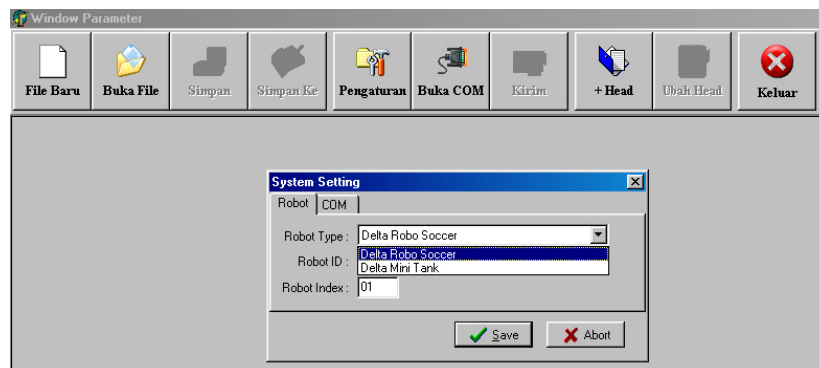 Window Parameter
File Baru Buka File Simpan Simpan Ke Pengaturan Buka COM Kirim + Head Ubah Head Keluar
System Setting
Robot COM
Robot Type : Delta Robo Soccer
Delta Robo Soccer
Robot ID :
Delta Mini Tank
Robot Index : 01
Save Abort